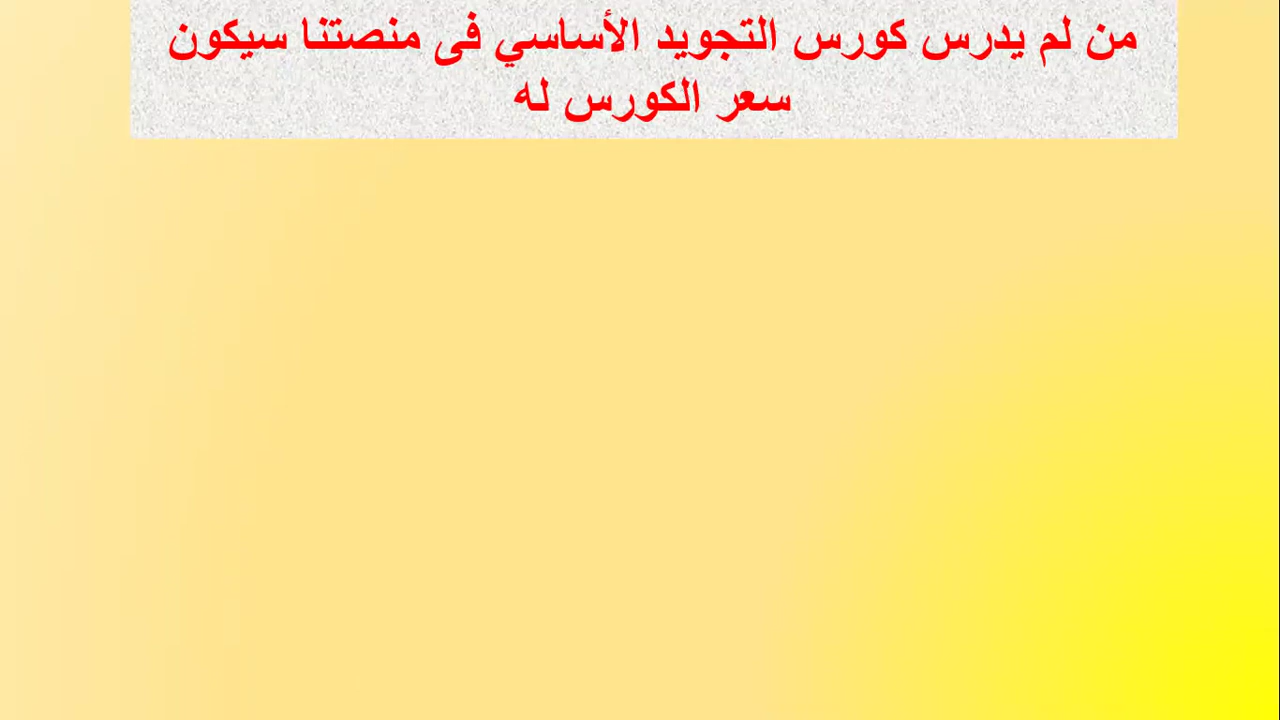 من لم يدرس كورس التجويد الأساسي فى منصتنا سيكون
سعر الكورس له